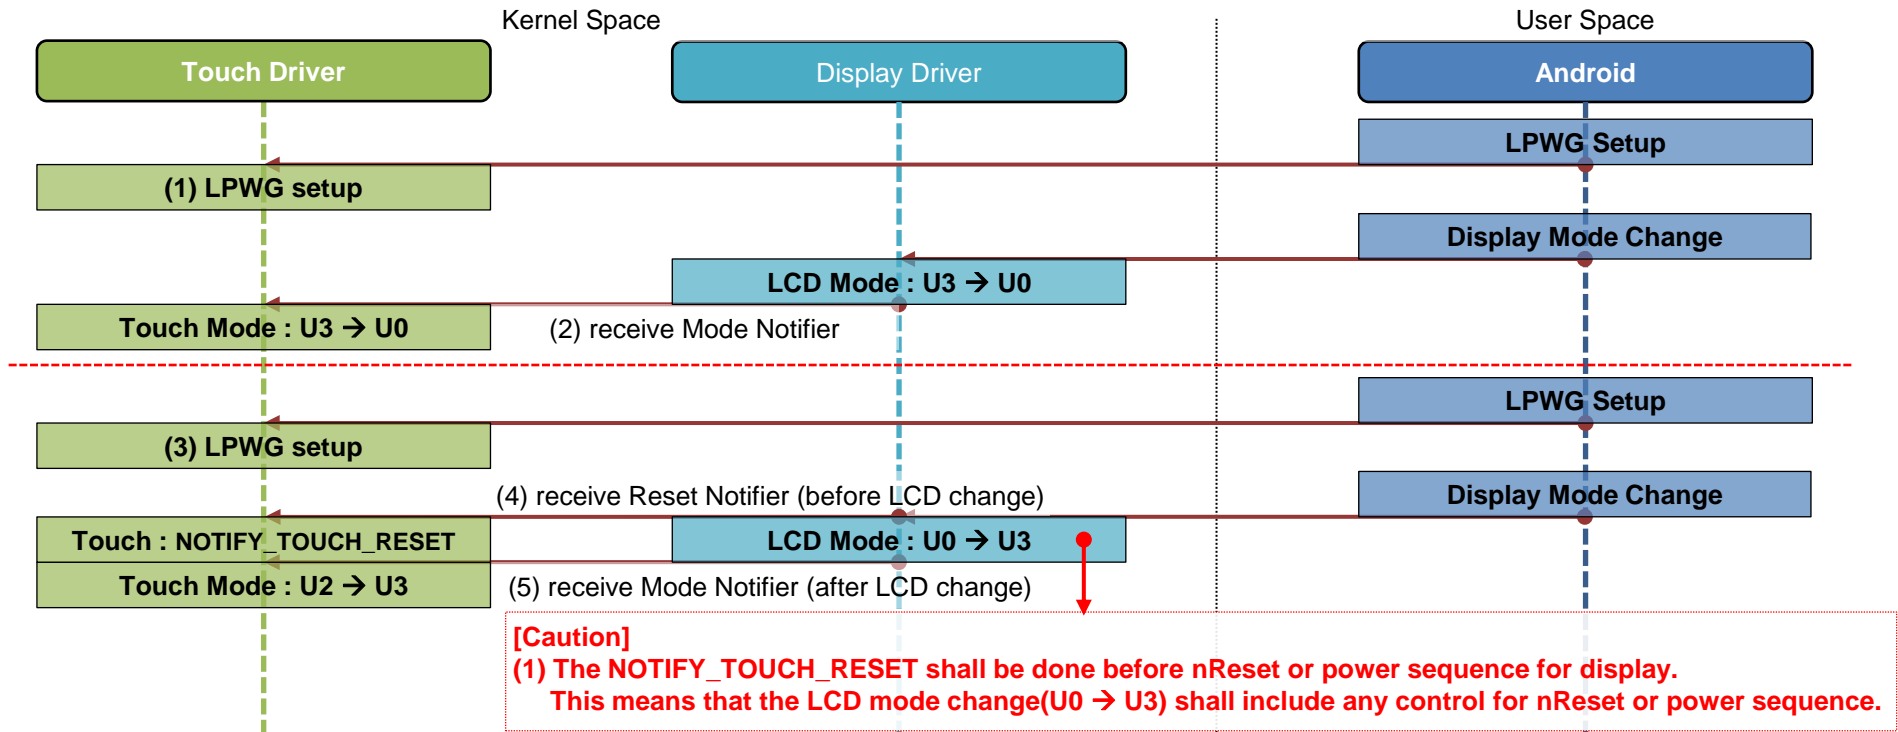 Kernel Space
User Space
Touch Driver
Display Driver
Android
LPWG Setup
(1) LPWG setup
Display Mode Change
LCD Mode : U3 → U0
Touch Mode : U3 → U0
(2) receive Mode Notifier
LPWG Setup
(3) LPWG setup
(4) receive Reset Notifier (before LCD change)
Display Mode Change
Touch : NOTIFY_TOUCH_RESET
LCD Mode : U0 → U3
Touch Mode : U2 → U3
(5) receive Mode Notifier (after LCD change)
[Caution]
(1) The NOTIFY_TOUCH_RESET shall be done before nReset or power sequence for display.
This means that the LCD mode change(U0 → U3) shall include any control for nReset or power sequence.